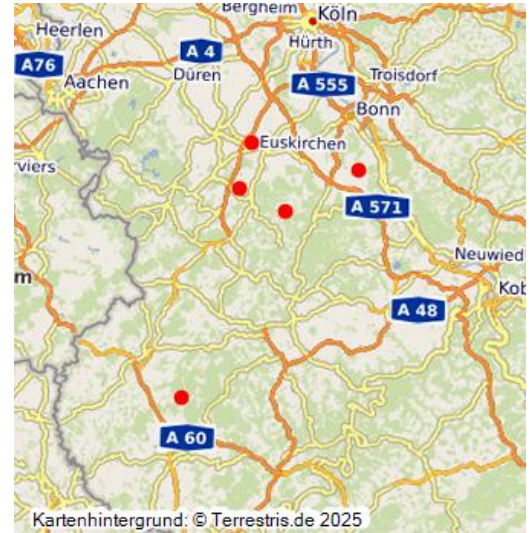 Bergheim
Köln
Heerlen
A 4
Hürth
A76
Düren
Troisdorf
Aachen
A 555
Bonn
Euskirchen
rviers
A 571
Neuwied
m
Kob
A 48
A 60
Kartenhintergrund: © Terrestris.de 2025